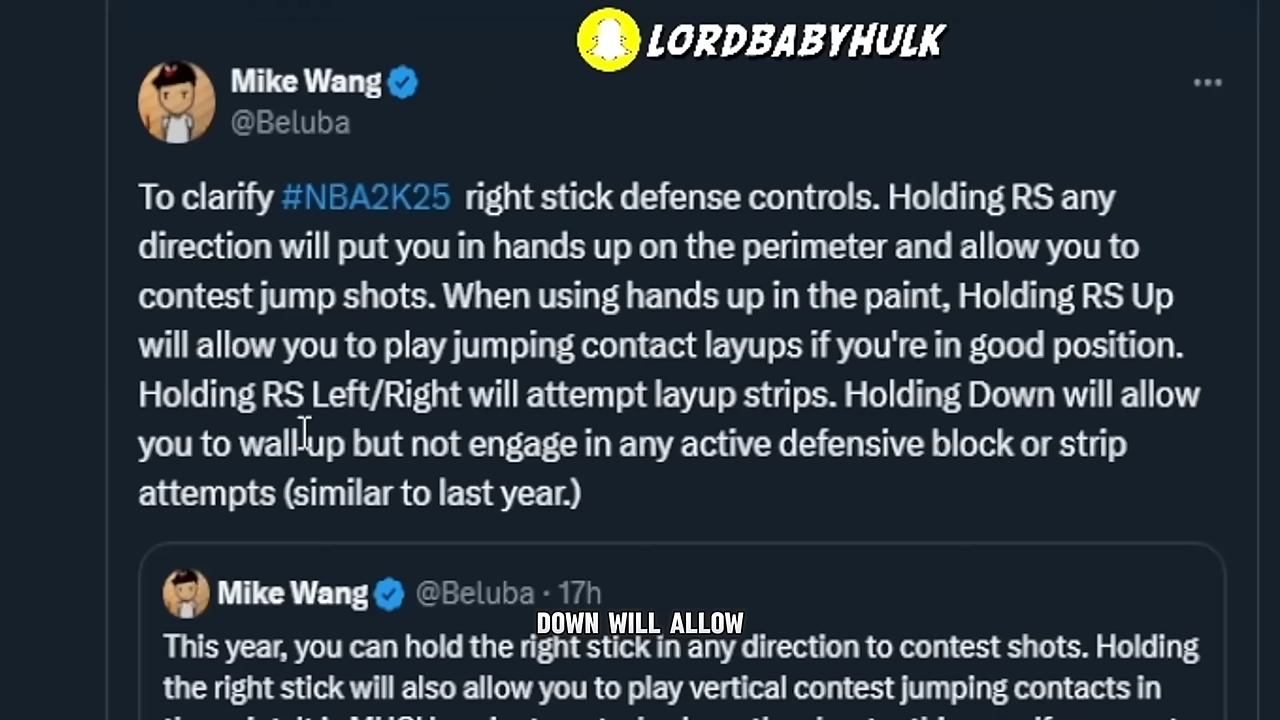 LORDBABYHULK
Mike Wang
@Beluba
To clarify #NBA2K25 right stick defense controls. Holding RS any
direction will put you in hands up on the perimeter and allow you to
contest jump shots. When using hands up in the paint, Holding RS Up
will allow you to play jumping contact layups if you're in good position.
Holding RS Left/Right will attempt layup strips. Holding Down will allow
you to wall up but not engage in any active defensive block or strip
attempts (similar to last year.)
Mike Wang @Beluba · 17h
DOWN WILL ALLOW
This year, you can hold the right stick in any direction to contest shots. Holding
the right stick will also allow you to play vertical contest jumping contacts in